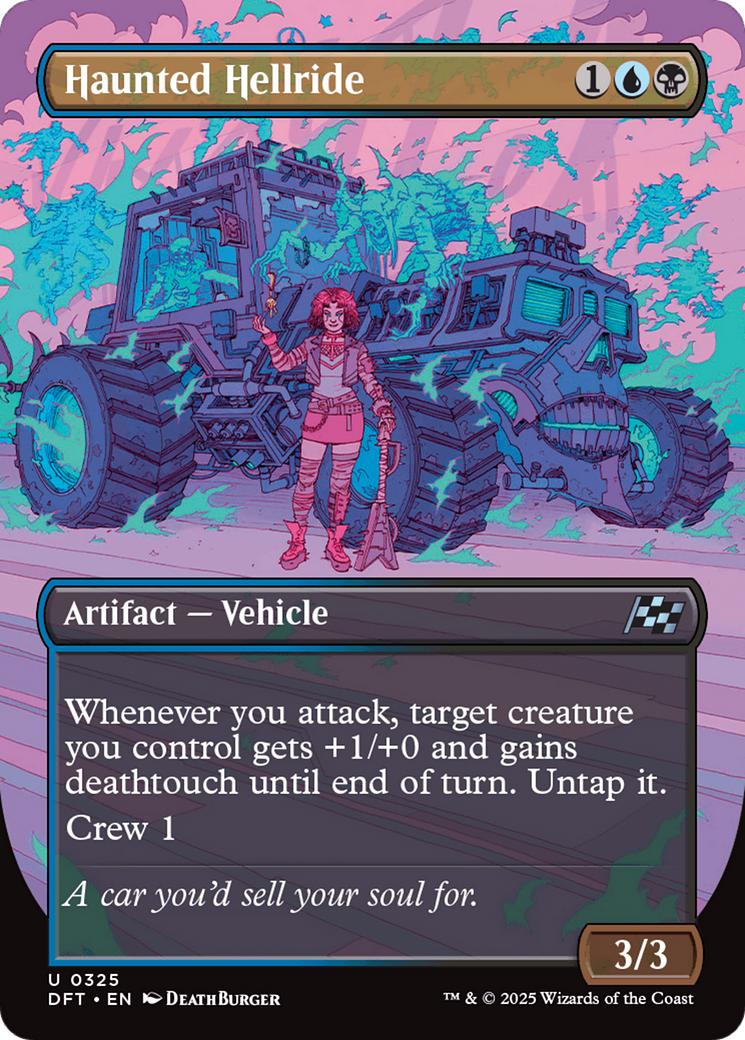 Haunted Hellride 1
Artifact — Vehicle
Whenever you attack, target creature
you control gets +1/+0 and gains
deathtouch until end of turn. Untap it.
Crew 1
A car you’d sell your soul for.
3/3
U 0325
DFT • EN DeathBurger
™ & © 2025 Wizards of the Coast